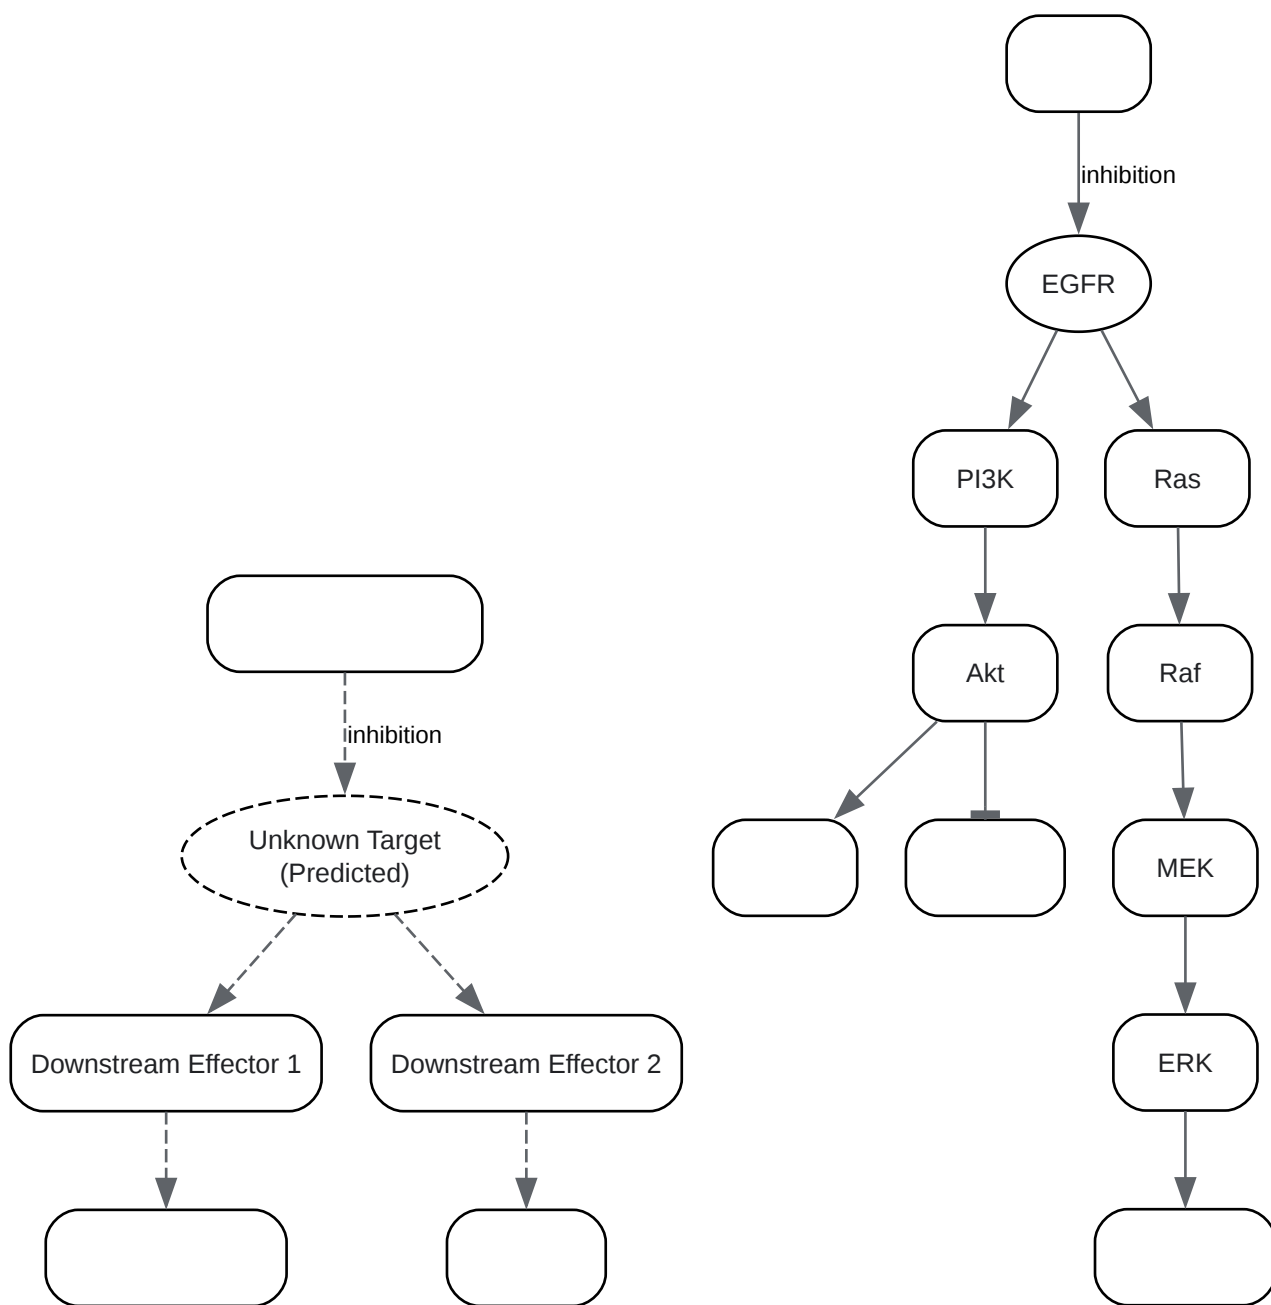 inhibition
EGFR
PI3K
Ras
Akt
Raf
inhibition
Unknown Target
(Predicted)
MEK
Downstream Effector 1
Downstream Effector 2
ERK